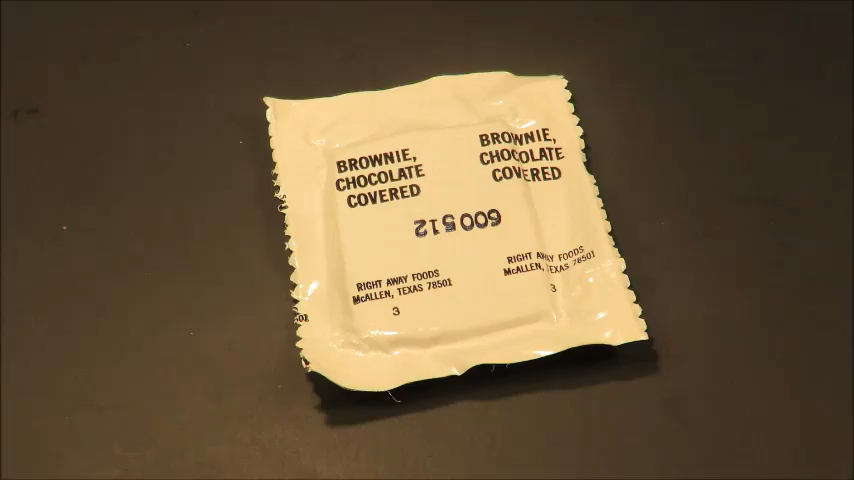 BROWNIE,
CHOCOLATE
COVERED
BROWNIE,
CHOCOLATE
COVERED
600512
RIGHT AWAY FOODS
McALLEN, TEXAS 78501
3
RIGHT AWAY FOODS
McALLEN, TEXAS 78501
3